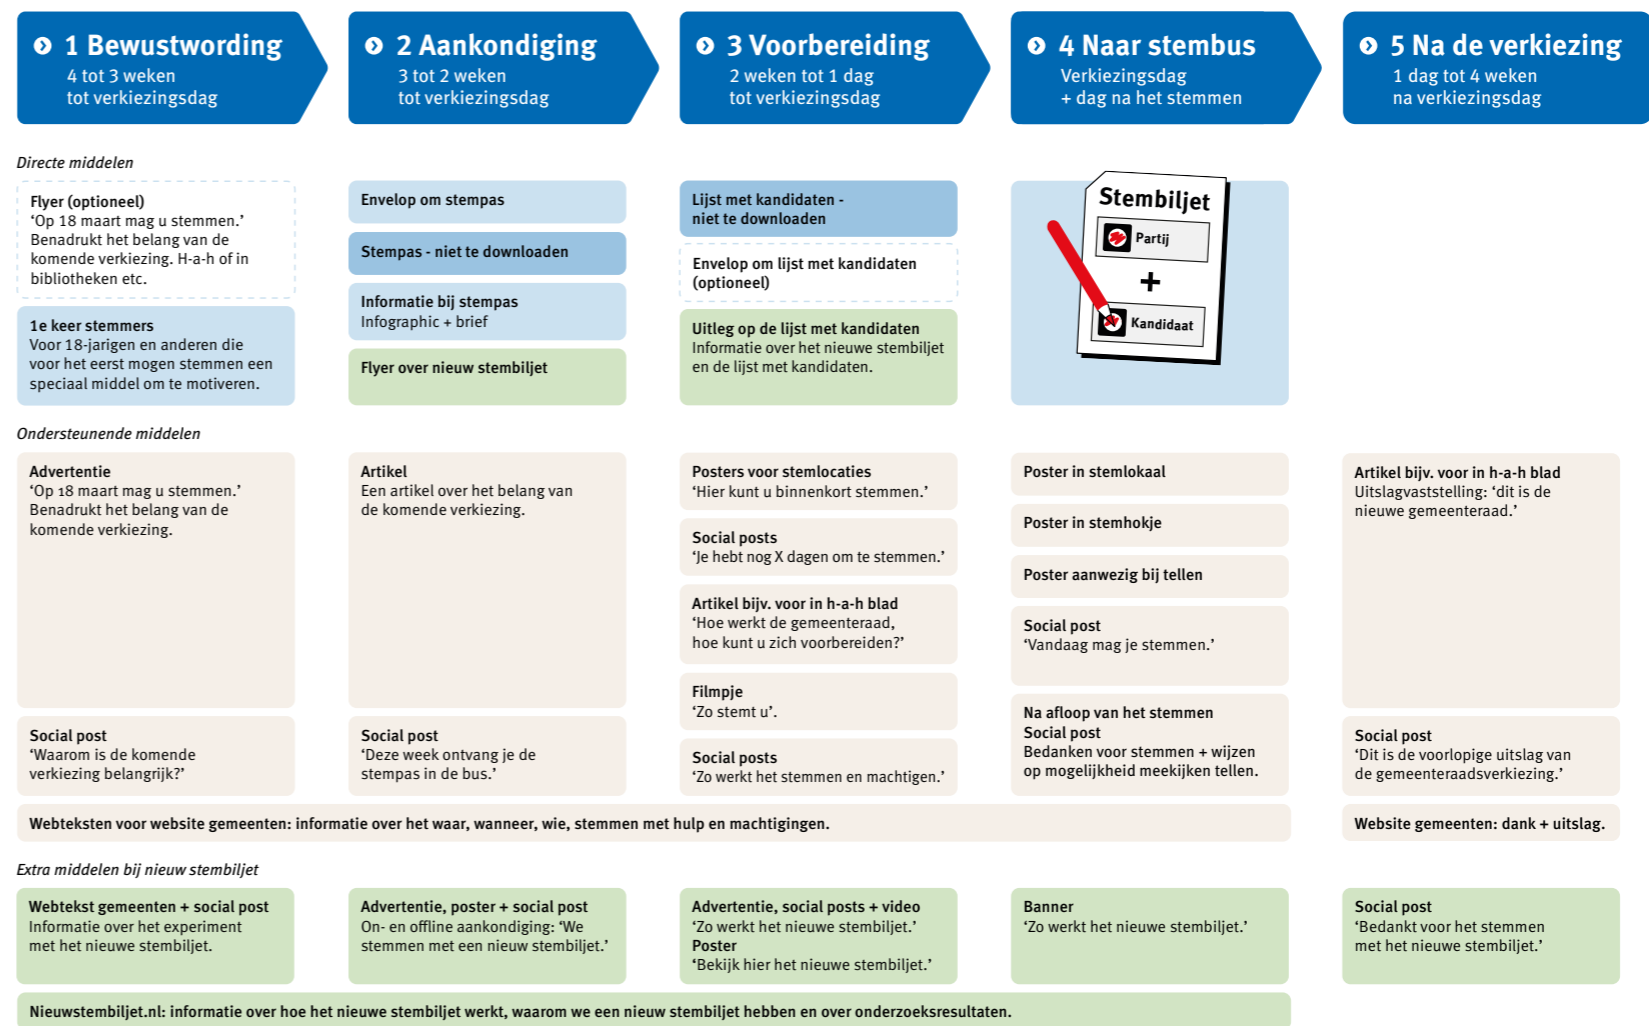 1 Bewustwording
4 tot 3 weken
tot verkiezingsdag
2 Aankondiging
3 tot 2 weken
tot verkiezingsdag
3 Voorbereiding
2 weken tot 1 dag
tot verkiezingsdag
4 Naar stembus
Verkiezingsdag
+ dag na het stemmen
5 Na de verkiezing
1 dag tot 4 weken
na verkiezingsdag
Directe middelen
Flyer (optioneel)
‘Op 18 maart mag u stemmen.’
Benadrukt het belang van de
komende verkiezing. H-a-h of in
bibliotheken etc.
1e keer stemmers
Voor 18-jarigen en anderen die
voor het eerst mogen stemmen een
speciaal middel om te motiveren.
Envelop om stempas
Stempas - niet te downloaden
Informatie bij stempas
Infographic + brief
Flyer over nieuw stembiljet
Lijst met kandidaten -
niet te downloaden
Envelop om lijst met kandidaten
(optioneel)
Uitleg op de lijst met kandidaten
Informatie over het nieuwe stembiljet
en de lijst met kandidaten.
Stembiljet
Partij
+
Kandidaat
Ondersteunende middelen
Advertentie
‘Op 18 maart mag u stemmen.’
Benadrukt het belang van de
komende verkiezing.
Social post
‘Waarom is de komende
verkiezing belangrijk?’
Artikel
Een artikel over het belang van
de komende verkiezing.
Social post
‘Deze week ontvang je de
stempas in de bus.’
Posters voor stemlocaties
‘Hier kunt u binnenkort stemmen.’
Social posts
‘Je hebt nog X dagen om te stemmen.’
Artikel bijv. voor in h-a-h blad
‘Hoe werkt de gemeenteraad,
hoe kunt u zich voorbereiden?’
Filmpje
‘Zo stemt u’.
Social posts
‘Zo werkt het stemmen en machtigen.’
Poster in stemlokaal
Poster in stemhokje
Poster aanwezig bij tellen
Social post
‘Vandaag mag je stemmen.’
Na afloop van het stemmen
Social post
Bedanken voor stemmen + wijzen
op mogelijkheid meekijken tellen.
Artikel bijv. voor in h-a-h blad
Uitslagvaststelling: ‘dit is de
nieuwe gemeenteraad.’
Social post
‘Dit is de voorlopige uitslag van
de gemeenteraadsverkiezing.’
Webteksten voor website gemeenten: informatie over het waar, wanneer, wie, stemmen met hulp en machtigingen.
Website gemeenten: dank + uitslag.
Extra middelen bij nieuw stembiljet
Webtekst gemeenten + social post
Informatie over het experiment
met het nieuwe stembiljet.
Advertentie, poster + social post
On- en offline aankondiging: ‘We
stemmen met een nieuw stembiljet.’
Advertentie, social posts + video
‘Zo werkt het nieuwe stembiljet.’
Poster
‘Bekijk hier het nieuwe stembiljet.’
Banner
‘Zo werkt het nieuwe stembiljet.’
Social post
‘Bedankt voor het stemmen
met het nieuwe stembiljet.’
Nieuwstembiljet.nl: informatie over hoe het nieuwe stembiljet werkt, waarom we een nieuw stembiljet hebben en over onderzoeksresultaten.